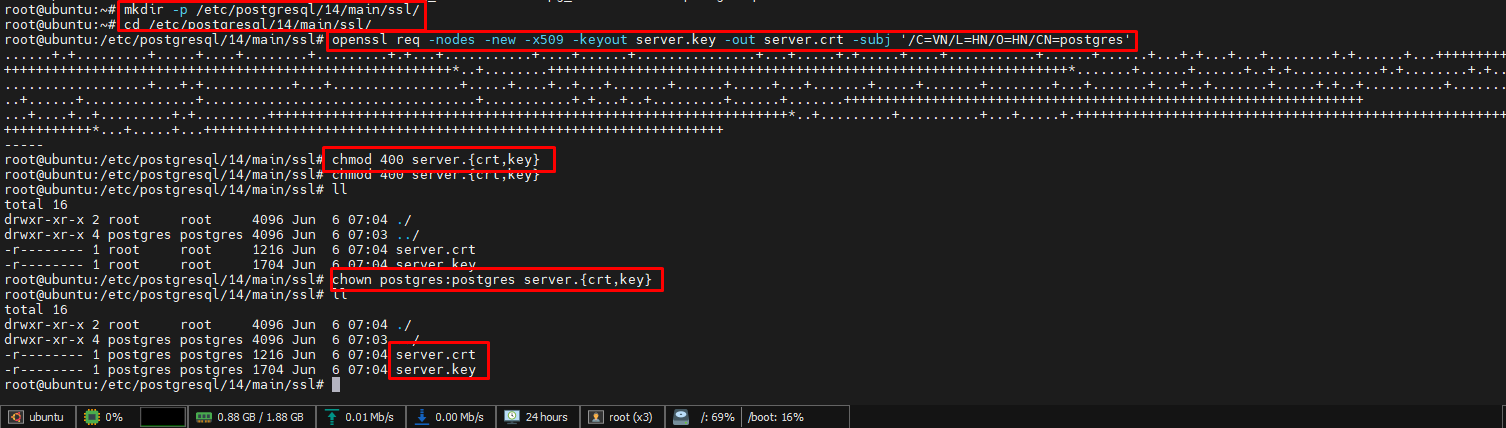 root@ubuntu:~# mkdir -p /etc/postgresql/14/main/ssl/
root@ubuntu:~# cd /etc/postgresql/14/main/ssl/
root@ubuntu:/etc/postgresql/14/main/ssl# openssl req -nodes -new -x509 -keyout server.key -out server.crt -subj '/C=VN/L=HN/O=HN/CN=postgres'
-----
root@ubuntu:/etc/postgresql/14/main/ssl# chmod 400 server.{crt,key}
root@ubuntu:/etc/postgresql/14/main/ssl# chmod 400 server.{crt,key}
root@ubuntu:/etc/postgresql/14/main/ssl# ll
total 16
drwxr-xr-x 2 root     root     4096 Jun  6 07:04 ./
drwxr-xr-x 4 postgres postgres 4096 Jun  6 07:03 ../
-r-------- 1 root     root     1216 Jun  6 07:04 server.crt
-r-------- 1 root     root     1704 Jun  6 07:04 server.key
root@ubuntu:/etc/postgresql/14/main/ssl# chown postgres:postgres server.{crt,key}
root@ubuntu:/etc/postgresql/14/main/ssl# ll
total 16
drwxr-xr-x 2 root     root     4096 Jun  6 07:04 ./
drwxr-xr-x 4 postgres postgres 4096 Jun  6 07:03 ../
-r-------- 1 postgres postgres 1216 Jun  6 07:04 server.crt
-r-------- 1 postgres postgres 1704 Jun  6 07:04 server.key
root@ubuntu:/etc/postgresql/14/main/ssl#
ubuntu 0% 0.88 GB / 1.88 GB 0.01 Mb/s 0.00 Mb/s 24 hours root (x3) /: 69% /boot: 16%